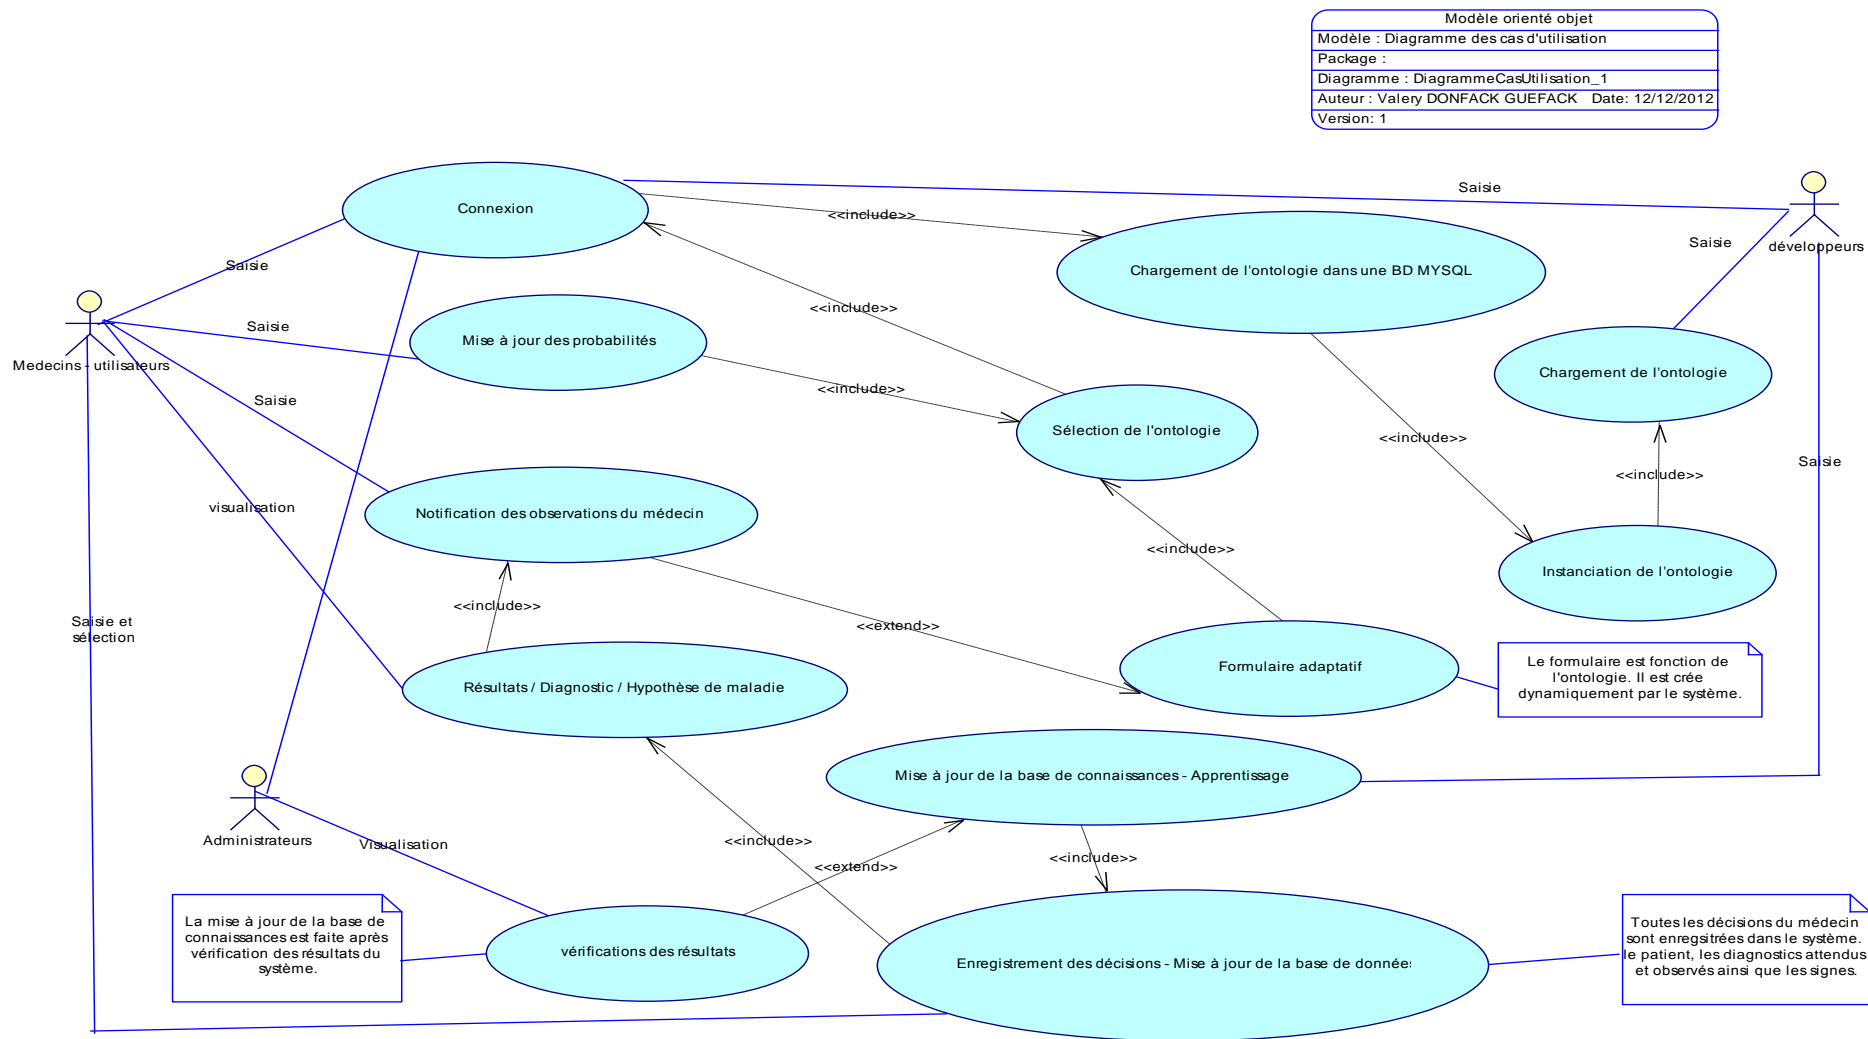 Modèle orienté objet
Modèle : Diagramme des cas d'utilisation
Package :
Diagramme : DiagrammeCasUtilisation_1
Auteur : Valery DONFACK GUEFACK   Date: 12/12/2012
Version: 1
Connexion
Saisie
<<include>>
développeurs
Saisie
Saisie
Chargement de l'ontologie dans une BD MYSQL
<<include>>
Saisie
Mise à jour des probabilités
Medecins - utilisateurs
Chargement de l'ontologie
<<include>>
Saisie
Sélection de l'ontologie
<<include>>
Saisie
<<include>>
visualisation
Notification des observations du médecin
<<include>>
Instanciation de l'ontologie
<<include>>
Saisie et
sélection
<<extend>>
Le formulaire est fonction de
l'ontologie. Il est crée
dynamiquement par le système.
Formulaire adaptatif
Résultats / Diagnostic / Hypothèse de maladie
Mise à jour de la base de connaissances - Apprentissage
Administrateurs
Visualisation
<<include>>
<<extend>>
<<include>>
La mise à jour de la base de
connaissances est faite après
vérification des résultats du
système.
vérifications des résultats
Enregistrement des décisions - Mise à jour de la base de données
Toutes les décisions du médecin
sont enregsitrées dans le système.
le patient, les diagnostics attendus
et observés ainsi que les signes.